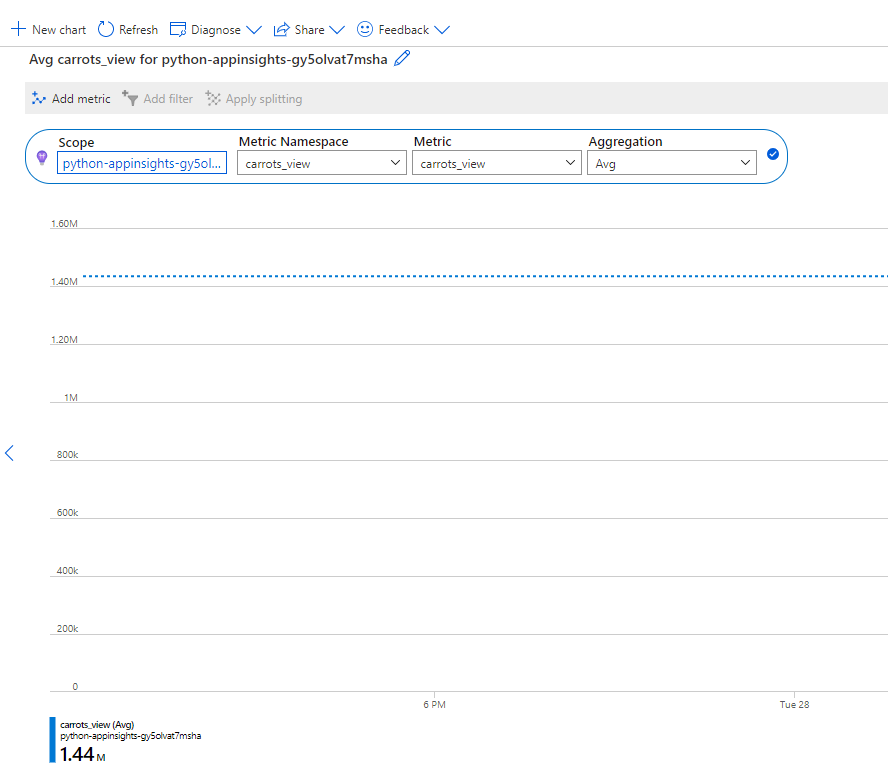 New chart Refresh Diagnose Share Feedback
Avg carrots_view for python-appinsights-gy5olvat7msha
Add metric Add filter Apply splitting
Scope Metric Namespace Metric Aggregation
python-appinsights-gy5ol... carrots_view carrots_view Avg
1.60M
1.40M
1.20M
1M
800k
600k
400k
200k
0
6 PM Tue 28
carrots_view (Avg)
python-appinsights-gy5olvat7msha
1.44 M